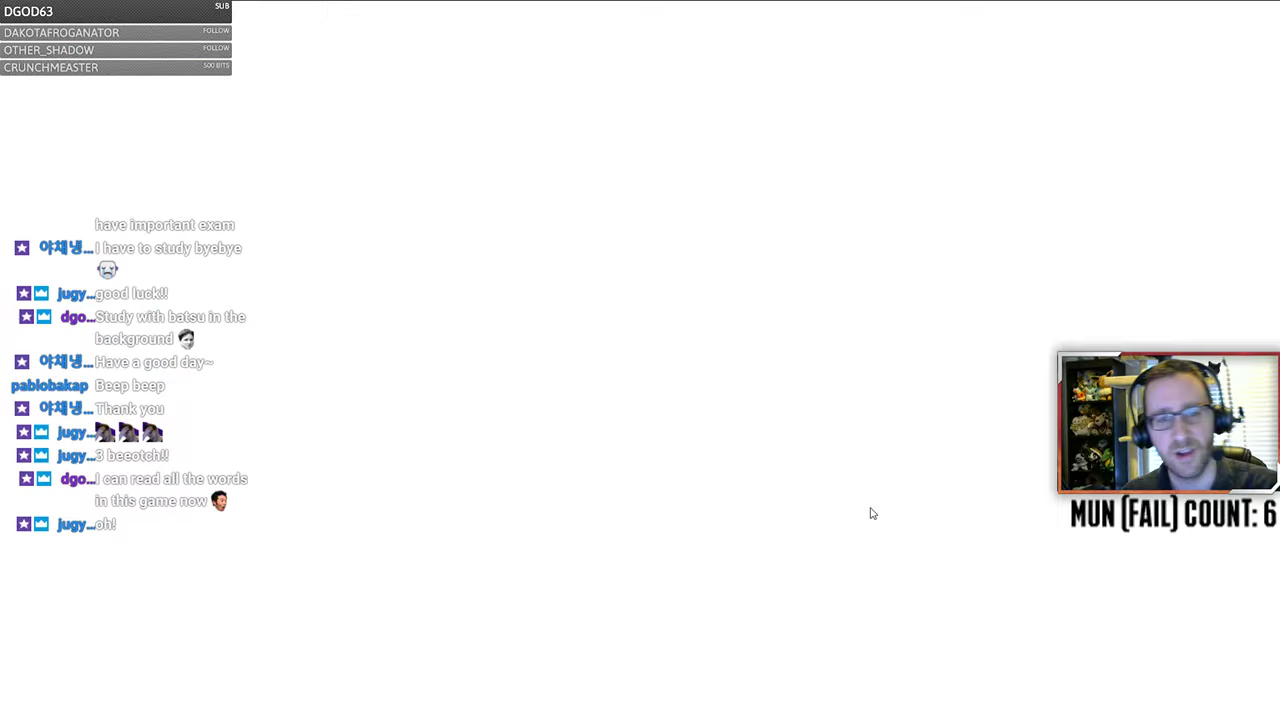 DGOD63 SUB
DAKOTAFROGANATOR FOLLOW
OTHER_SHADOW FOLLOW
CRUNCHMEASTER 500 BITS
have important exam
야채냉... I have to study byebye
jugy... good luck!!
dgo... Study with batsu in the
background
야채냉... Have a good day~
pablobakap Beep beep
야채냉... Thank you
jugy...
jugy... 3 beeotch!!
dgo... I can read all the words
in this game now
jugy... oh!
MUN (FAIL) COUNT: 6